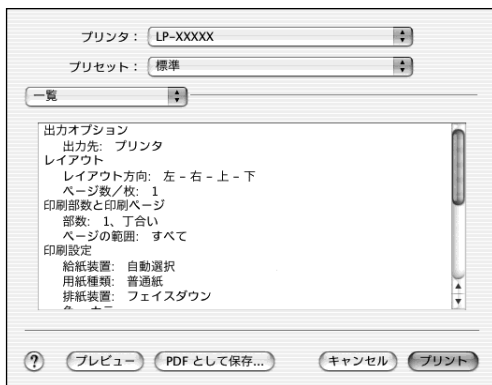 プリンタ： LP-XXXXX
プリセット： 標準
一覧
出力オプション
出力先: プリンタ
レイアウト
レイアウト方向: 左 – 右 – 上 – 下
ページ数／枚: 1
印刷部数と印刷ページ
部数: 1、丁合い
ページの範囲: すべて
印刷設定
給紙装置: 自動選択
用紙種類: 普通紙
排紙装置: フェイスダウン
? プレビュー PDF として保存... キャンセル プリント